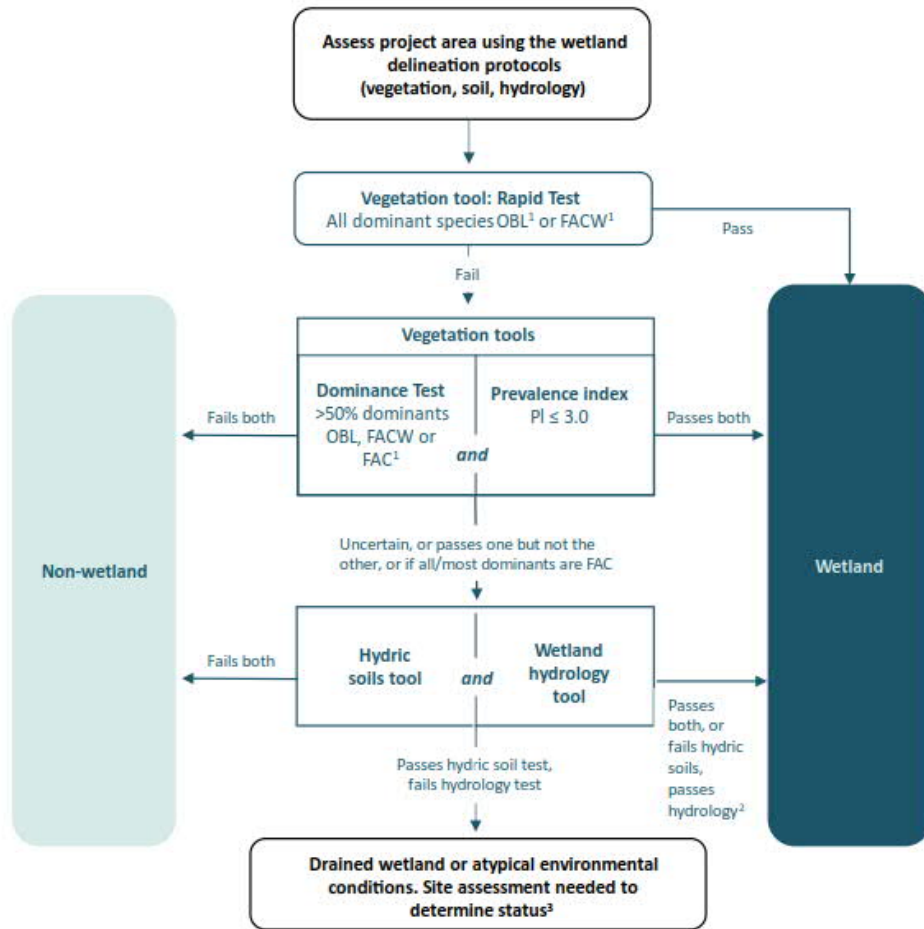 Assess project area using the wetland
delineation protocols
(vegetation, soil, hydrology)
Vegetation tool: Rapid Test
All dominant species OBL¹ or FACW¹
Pass
Fail
Vegetation tools
Dominance Test
>50% dominants
OBL, FACW or
FAC¹
and
Prevalence index
PI ≤ 3.0
Fails both
Passes both
Non-wetland
Wetland
Uncertain, or passes one but not the
other, or if all/most dominants are FAC
Fails both
Hydric
soils tool
and
Wetland
hydrology
tool
Passes
both, or
fails hydric
soils,
passes
hydrology²
Passes hydric soil test,
fails hydrology test
Drained wetland or atypical environmental
conditions. Site assessment needed to
determine status³